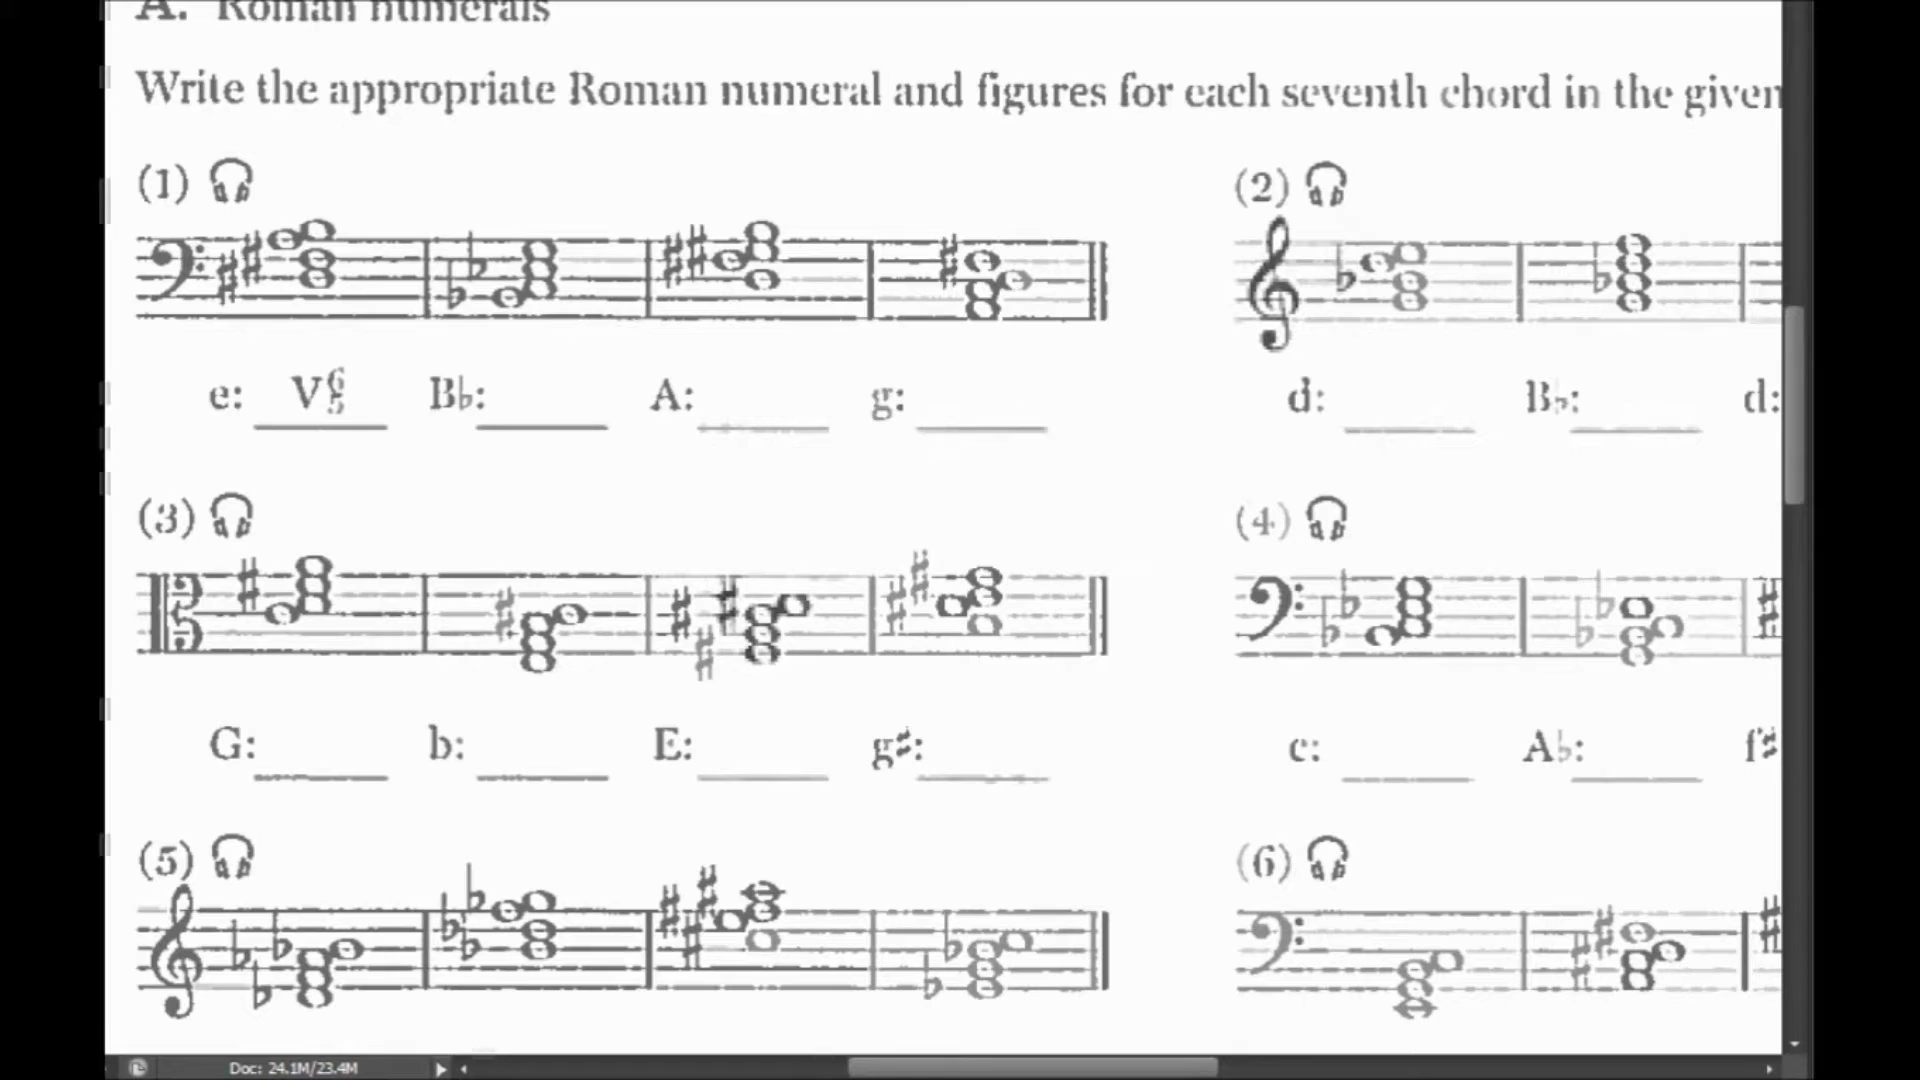 A. Roman numerals
Write the appropriate Roman numeral and figures for each seventh chord in the given
(1) (2)
e: V6/5 B♭: A: g: d: B♭: d:
(3) (4)
G: b: E: g♯: c: A♭: f♯
(5) (6)
Doc: 24.1M/23.4M